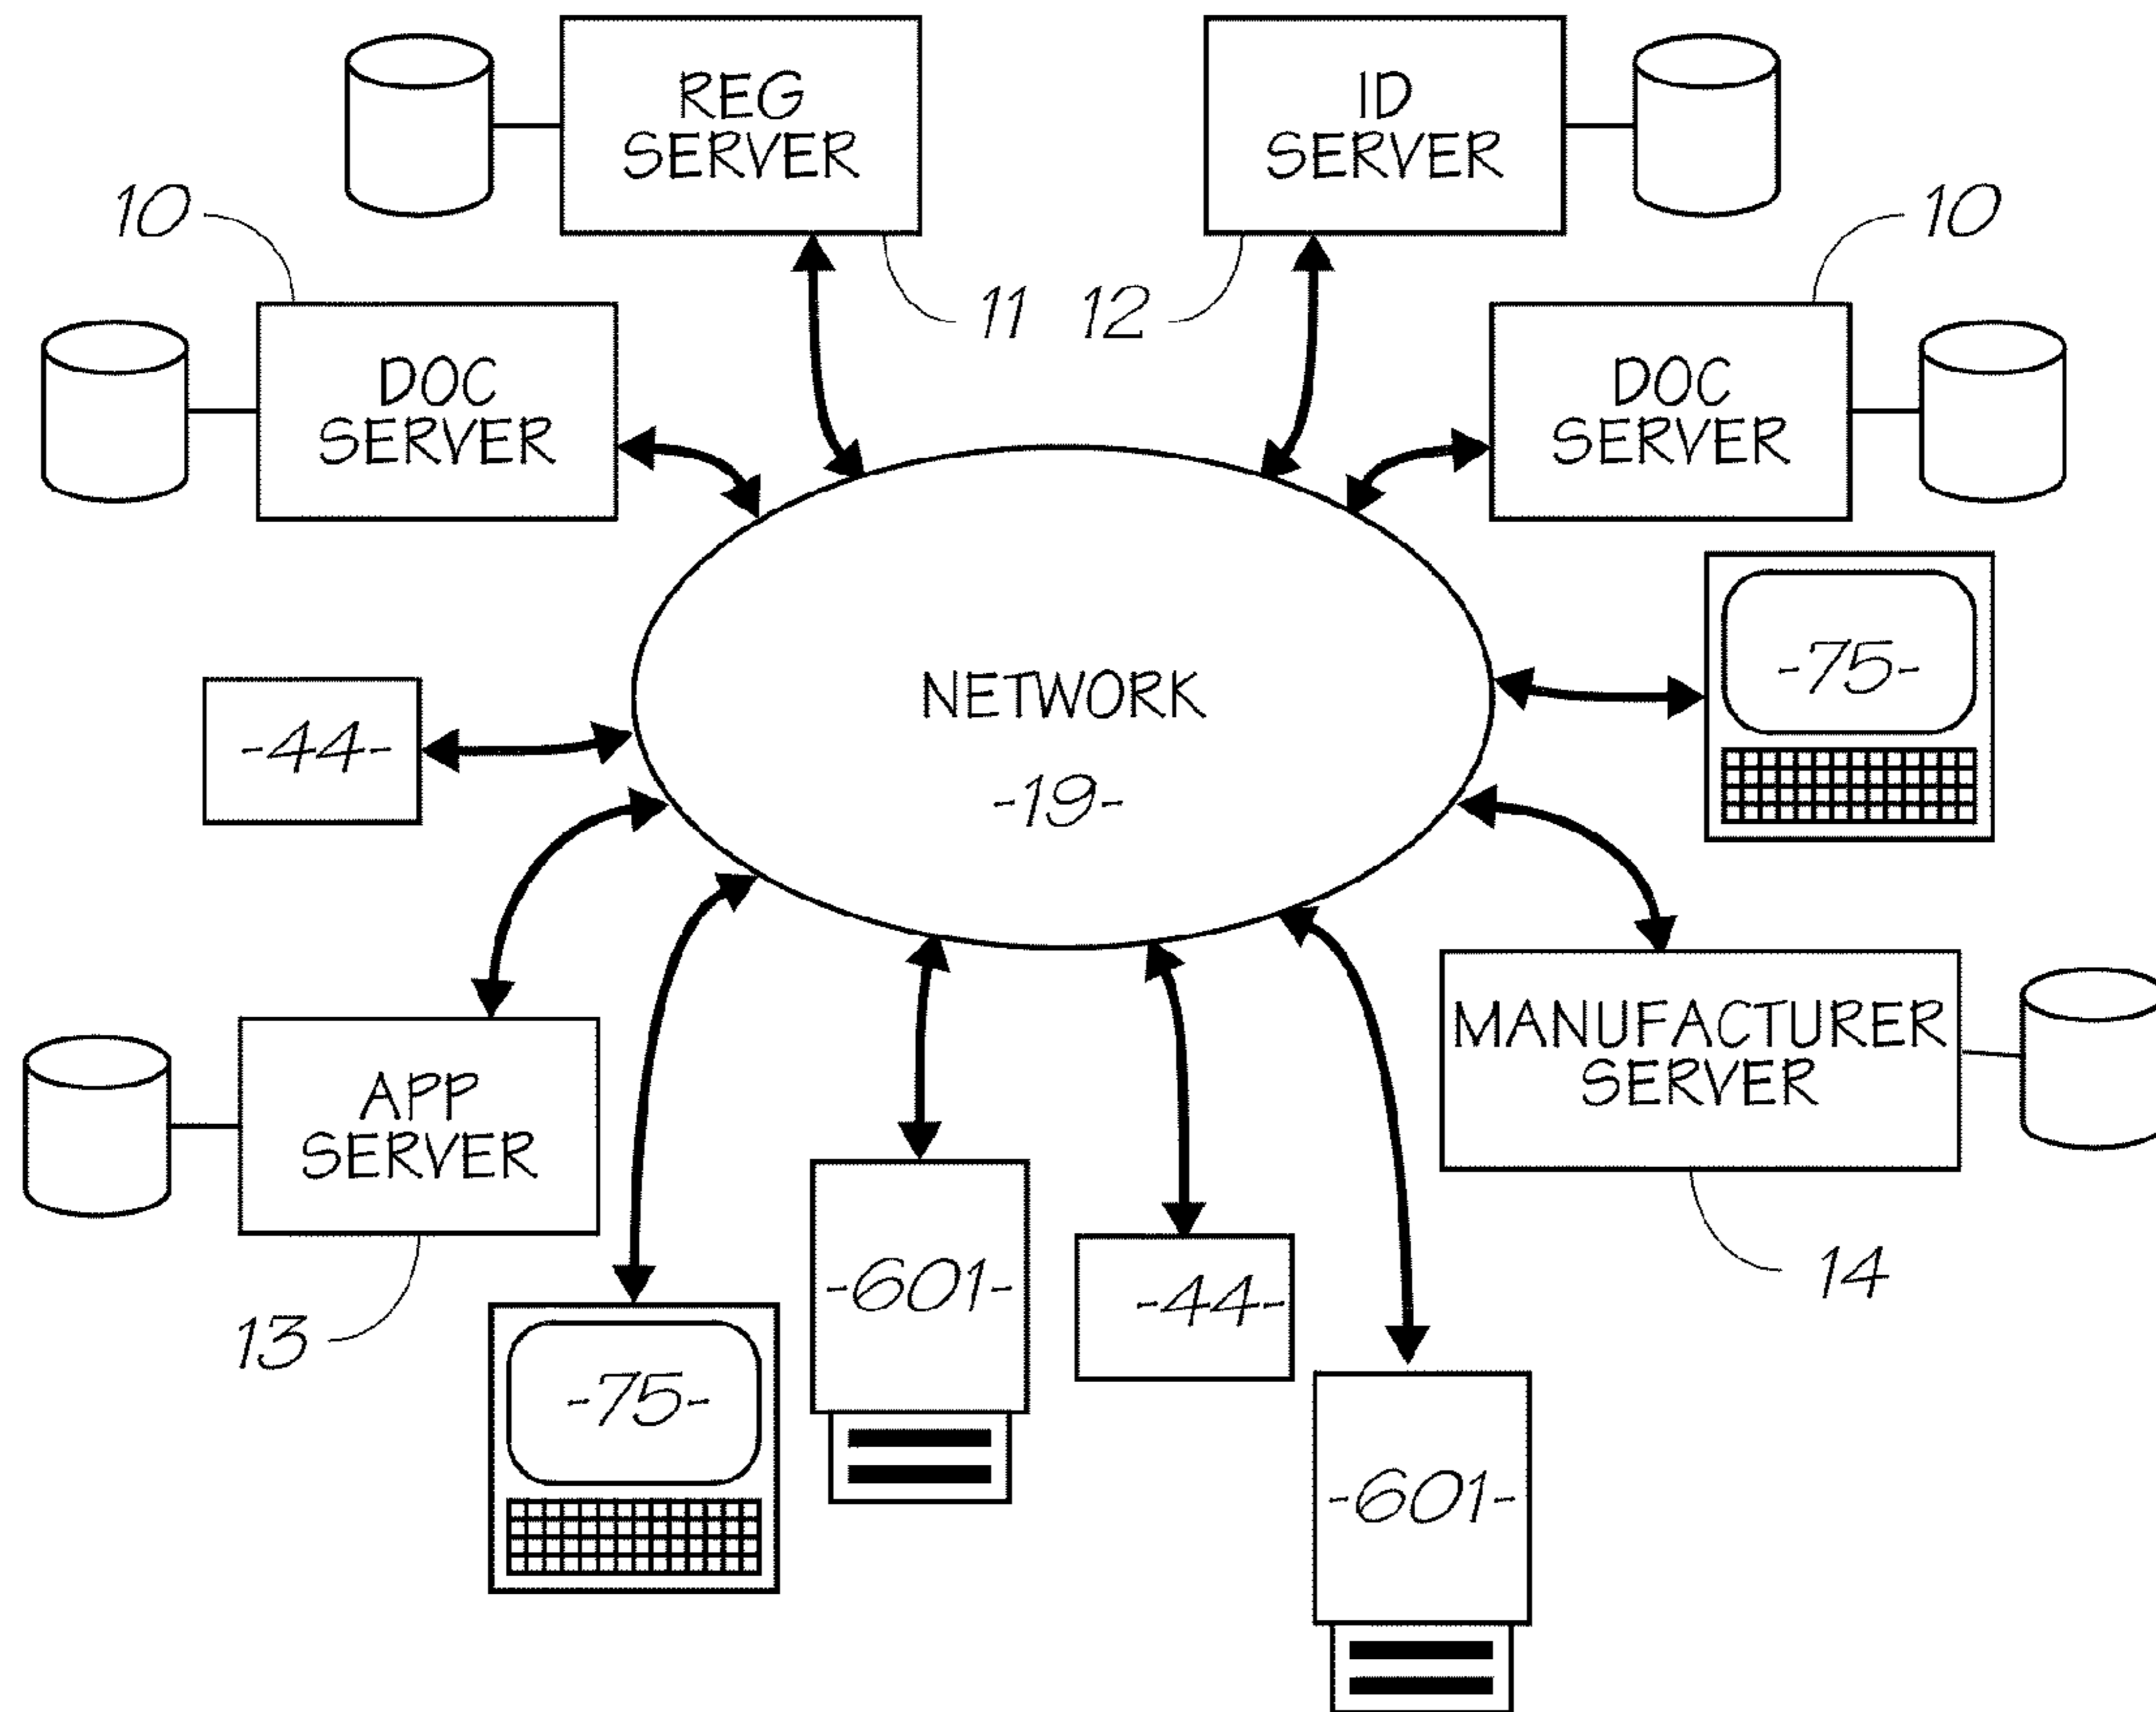 REG
SERVER
ID
SERVER
10
10
11
12
DOC
SERVER
DOC
SERVER
-75-
NETWORK
-19-
-44-
MANUFACTURER
SERVER
APP
SERVER
-601-
-44-
14
13
-75-
-601-